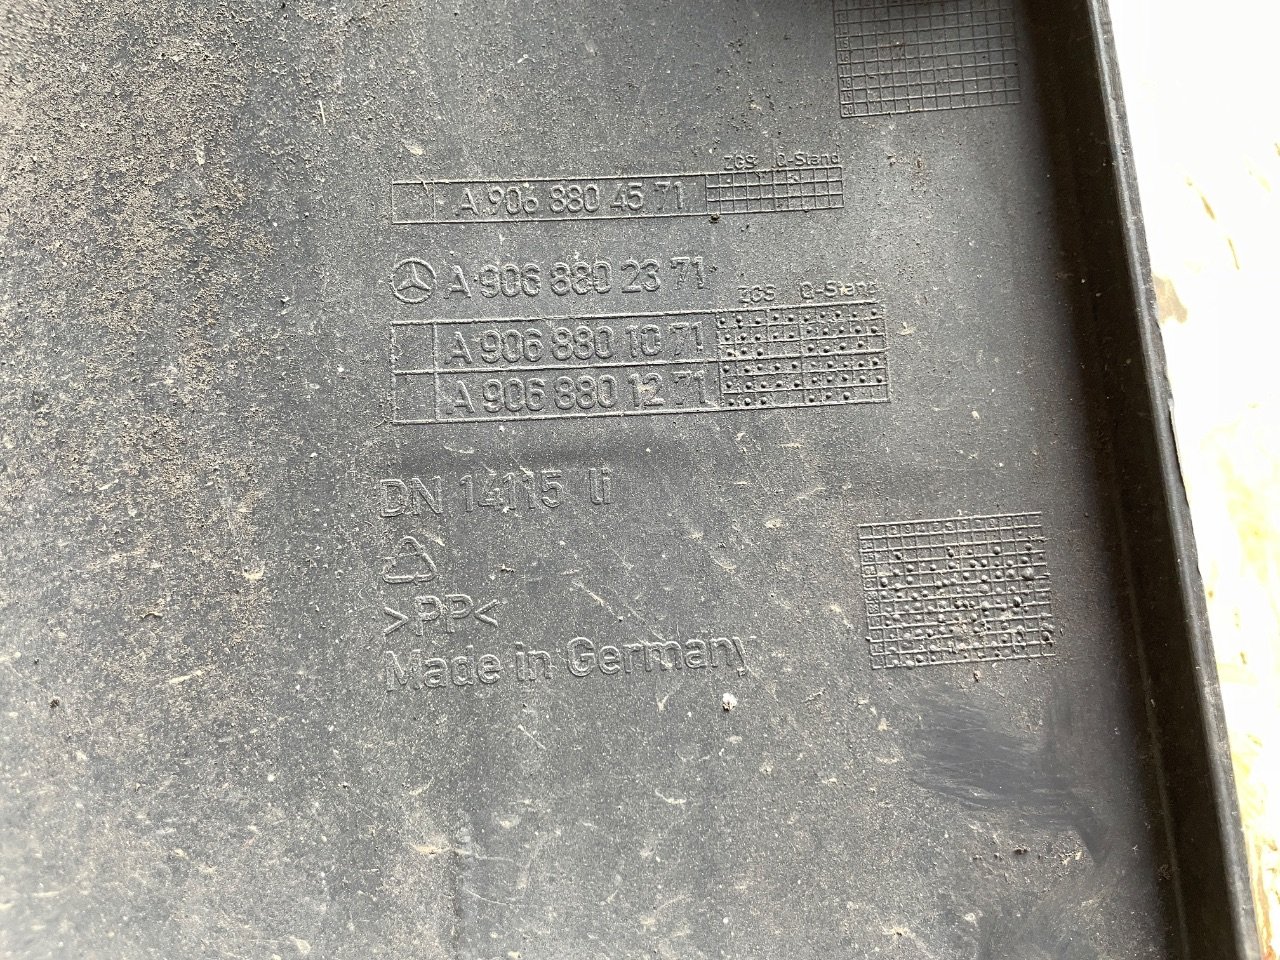 ZGS Q-Stand
A 906 880 45 71
A 906 880 23 71
ZGS Q-Stand
A 906 880 10 71
A 906 880 12 71
DN 14115 li
>PP<
Made in Germany